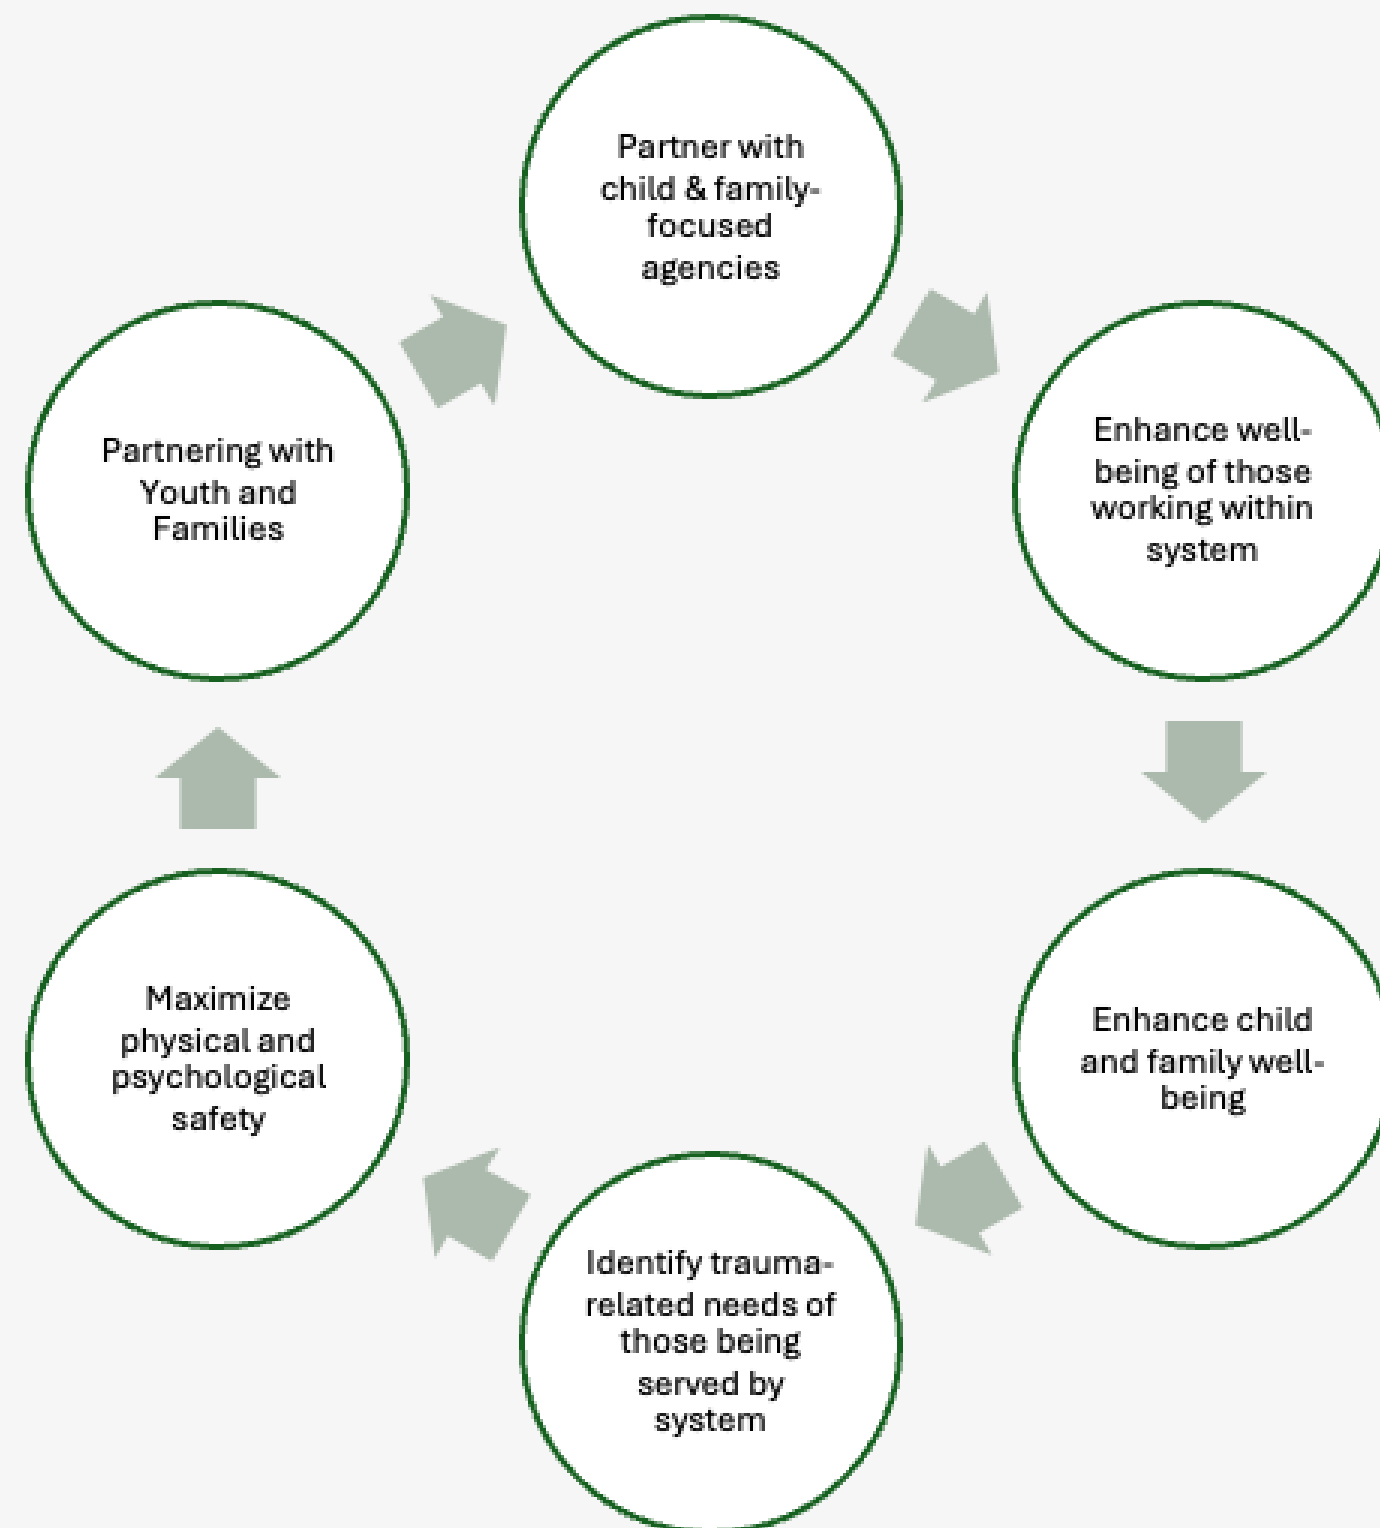 Partner with
child & family-
focused
agencies
Enhance well-
being of those
working within
system
Enhance child
and family well-
being
Identify trauma-
related needs of
those being
served by
system
Maximize
physical and
psychological
safety
Partnering with
Youth and
Families